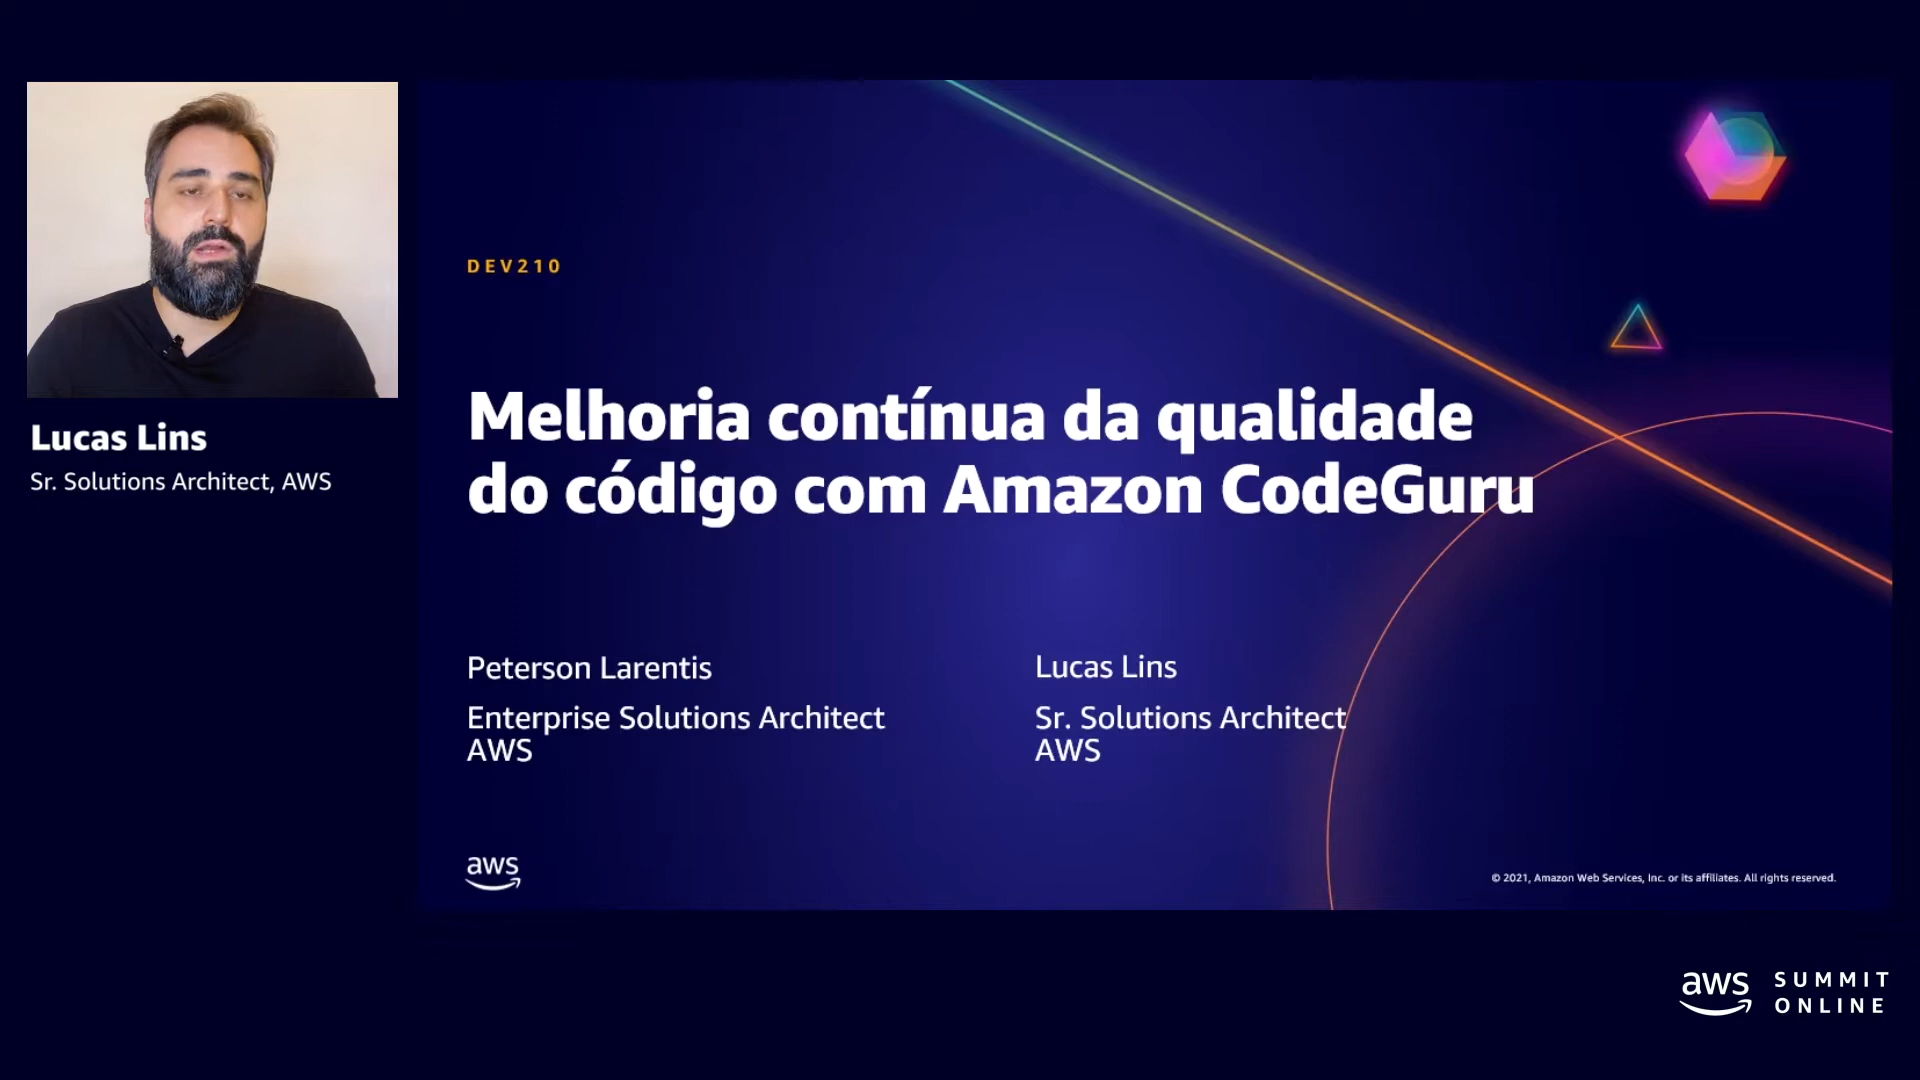 Lucas Lins
Sr. Solutions Architect, AWS
DEV210
Melhoria contínua da qualidade
do código com Amazon CodeGuru
Peterson Larentis
Enterprise Solutions Architect
AWS
Lucas Lins
Sr. Solutions Architect
AWS
aws
© 2021, Amazon Web Services, Inc. or its affiliates. All rights reserved.
aws SUMMIT
ONLINE